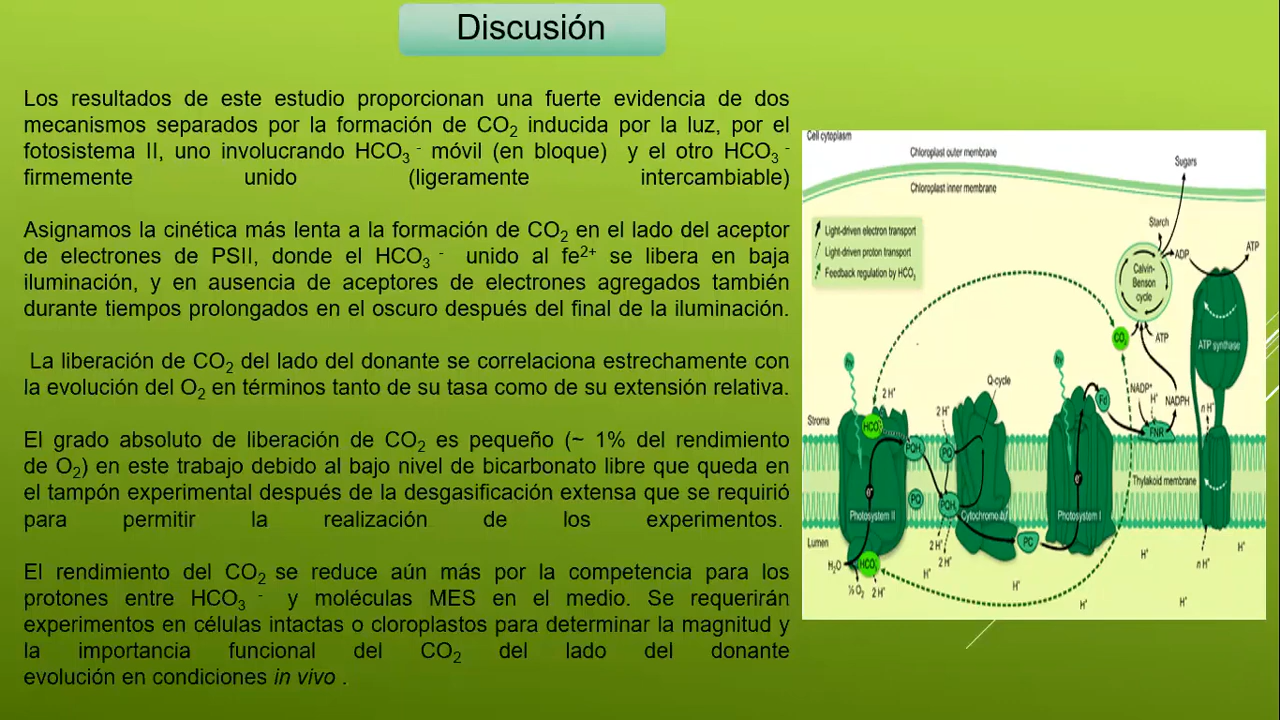 Discusión
Los resultados de este estudio proporcionan una fuerte evidencia de dos
mecanismos separados por la formación de CO₂ inducida por la luz, por el
fotosistema II, uno involucrando HCO₃⁻ móvil (en bloque) y el otro HCO₃⁻
firmemente unido (ligeramente intercambiable)
Asignamos la cinética más lenta a la formación de CO₂ en el lado del aceptor
de electrones de PSII, donde el HCO₃⁻ unido al fe²⁺ se libera en baja
iluminación, y en ausencia de aceptores de electrones agregados también
durante tiempos prolongados en el oscuro después del final de la iluminación.
La liberación de CO₂ del lado del donante se correlaciona estrechamente con
la evolución del O₂ en términos tanto de su tasa como de su extensión relativa.
El grado absoluto de liberación de CO₂ es pequeño (~ 1% del rendimiento
de O₂) en este trabajo debido al bajo nivel de bicarbonato libre que queda en
el tampón experimental después de la desgasificación extensa que se requirió
para permitir la realización de los experimentos.
El rendimiento del CO₂ se reduce aún más por la competencia para los
protones entre HCO₃⁻ y moléculas MES en el medio. Se requerirán
experimentos en células intactas o cloroplastos para determinar la magnitud y
la importancia funcional del CO₂ del lado del donante
evolución en condiciones in vivo .
Cell cytoplasm
Chloroplast outer membrane
Chloroplast inner membrane
Sugars
Light-driven electron transport
Light-driven proton transport
Feedback regulation by HCO₃⁻
Starch
ADP
ATP
Calvin-
Benson
cycle
CO₂
ATP
ATP synthase
hν
hν
Q-cycle
NADP⁺
H⁺
NADPH
n H⁺
Fd
FNR
Stroma
HCO₃⁻
2 H⁺
2 H⁺
PQH₂
PQ
PQ
PQH₂
e⁻
e⁻
Thylakoid membrane
Photosystem II
Cytochrome b₆f
Photosystem I
Lumen
PC
H₂O
HCO₃⁻
½ O₂
2 H⁺
2 H⁺
2 H⁺
H⁺
H⁺
H⁺
H⁺
H⁺
n H⁺
H⁺